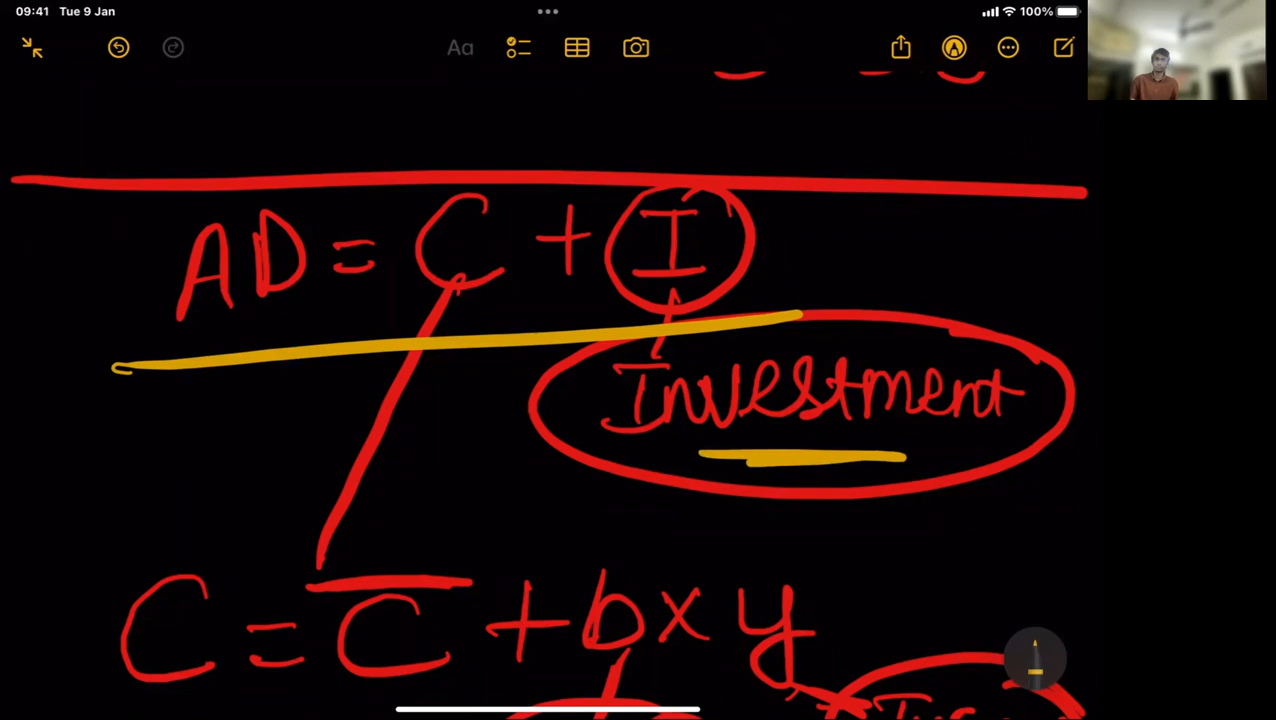 09:41 Tue 9 Jan 100%
Aa
AD = C + I
Investment
C = C̅ + b x y